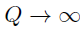 Q → ∞